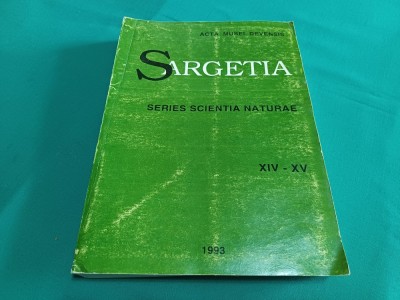 ACTA MUSEI DEVENSIS
SARGETIA
SERIES SCIENTIA NATURAE
XIV - XV
1993